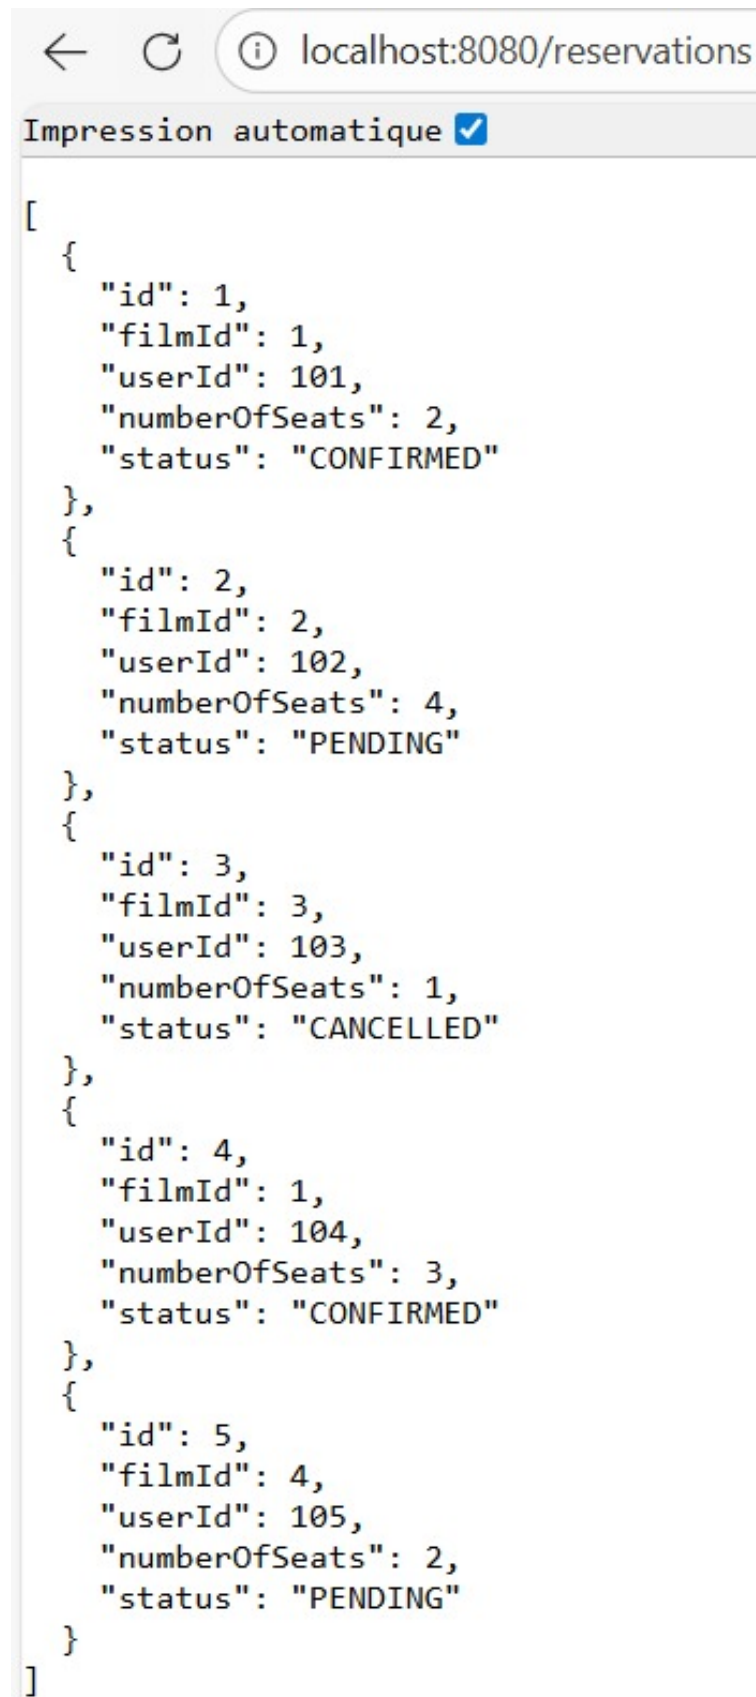 localhost:8080/reservations
Impression automatique
[
  {
    "id": 1,
    "filmId": 1,
    "userId": 101,
    "numberOfSeats": 2,
    "status": "CONFIRMED"
  },
  {
    "id": 2,
    "filmId": 2,
    "userId": 102,
    "numberOfSeats": 4,
    "status": "PENDING"
  },
  {
    "id": 3,
    "filmId": 3,
    "userId": 103,
    "numberOfSeats": 1,
    "status": "CANCELLED"
  },
  {
    "id": 4,
    "filmId": 1,
    "userId": 104,
    "numberOfSeats": 3,
    "status": "CONFIRMED"
  },
  {
    "id": 5,
    "filmId": 4,
    "userId": 105,
    "numberOfSeats": 2,
    "status": "PENDING"
  }
]